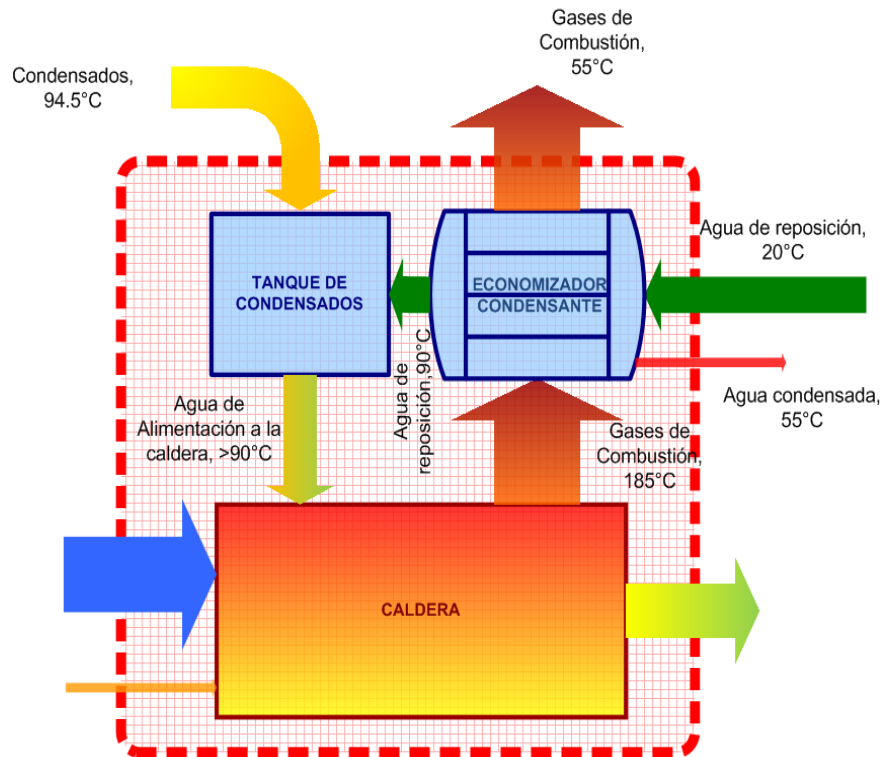 Gases de
Combustión,
55°C
Condensados,
94.5°C
Agua de reposición,
20°C
TANQUE DE
CONDENSADOS
ECONOMIZADOR
CONDENSANTE
Agua de
reposición,90°C
Agua condensada,
55°C
Agua de
Alimentación a la
caldera, >90°C
Gases de
Combustión,
185°C
CALDERA